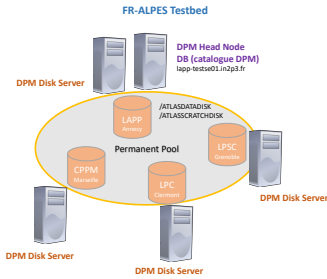 FR-ALPES Testbed
DPM Head Node
DB (catalogue DPM)
lapp-testse01.in2p3.fr
DPM Disk Server
/ATLASDATADISK
/ATLASSCRATCHDISK
LAPP
Annecy
Permanent Pool
LPSC
Grenoble
CPPM
Marseille
LPC
Clermont
DPM Disk Server
DPM Disk Server
DPM Disk Server